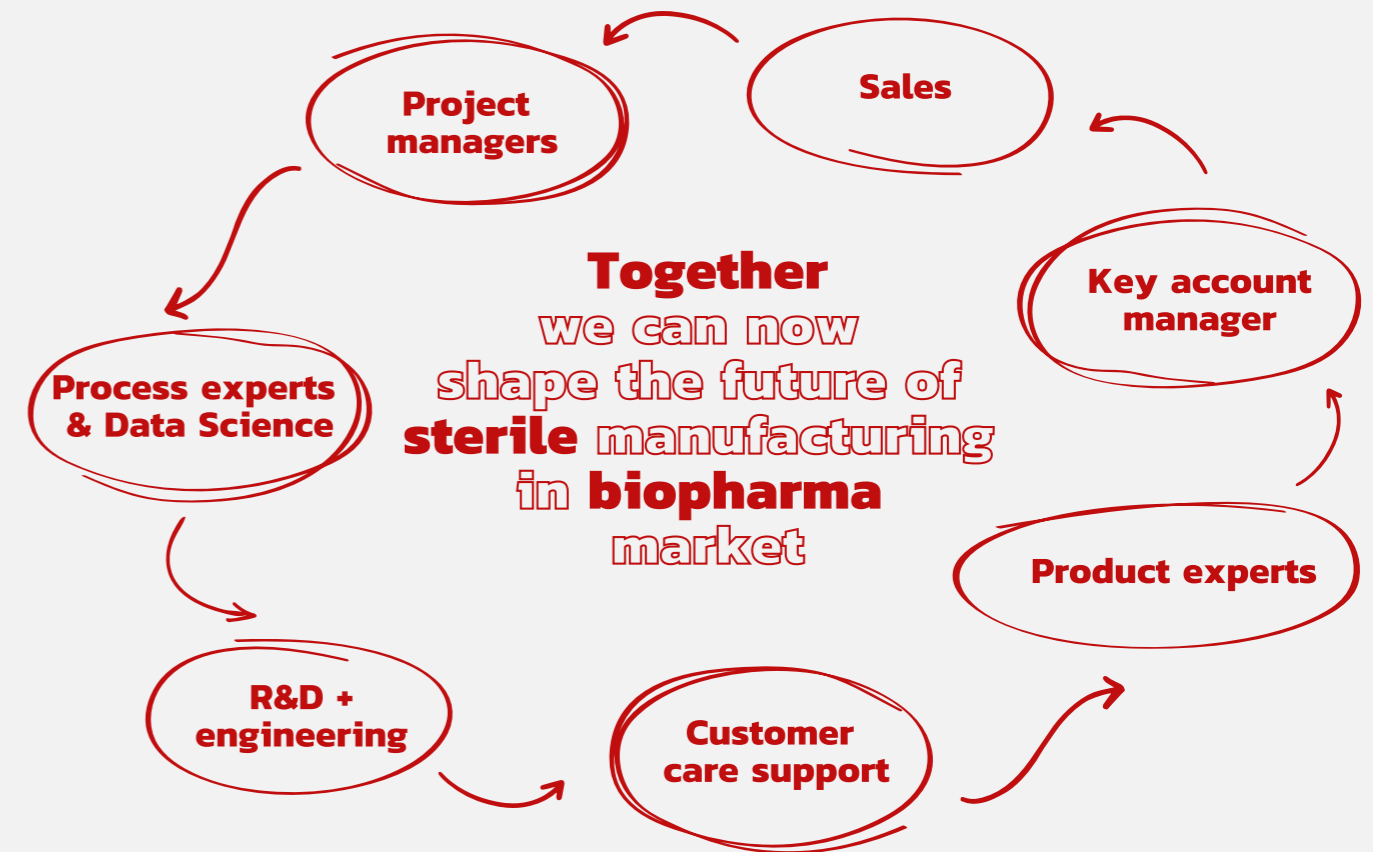 Sales
Project
managers
Key account
manager
Together
we can now
shape the future of
sterile manufacturing
in biopharma
market
Process experts
& Data Science
Product experts
R&D +
engineering
Customer
care support